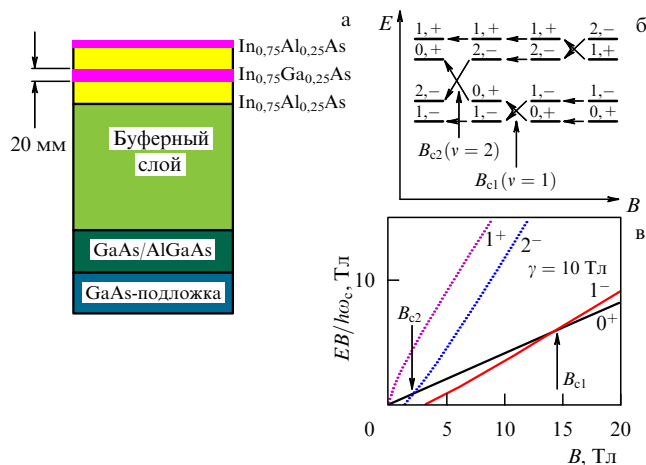 а
In0,75Al0,25As
In0,75Ga0,25As
In0,75Al0,25As
20 мм
Буферный
слой
GaAs/AlGaAs
GaAs-подложка
б
E
1,+ 1,+ 1,+ 2,−
0,+ 2,− 2,− 1,+
2,− 0,+ 1,− 1,−
1,− 1,− 0,+ 0,+
Bc2(ν = 2)
Bc1(ν = 1)
B
в
EB/ℏωc, Тл
10
1+
2−
γ = 10 Тл
1−
0+
Bc2
Bc1
0 5 10 15 20
B, Тл